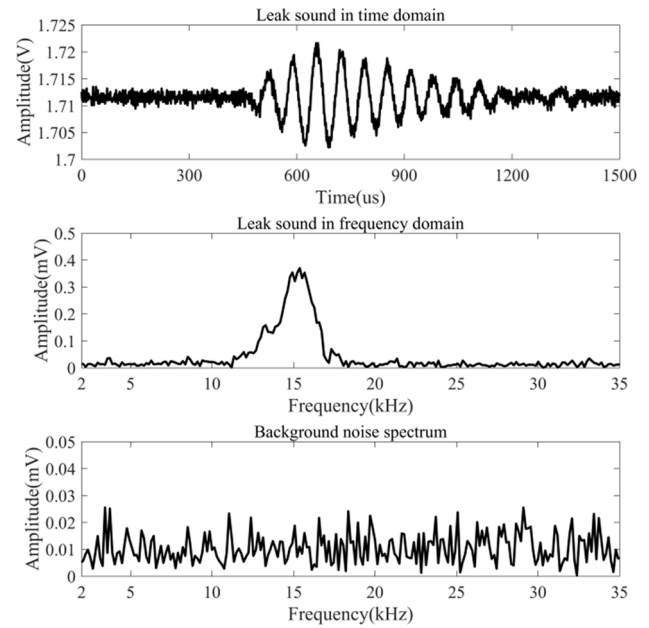 Leak sound in time domain
Amplitude(V)
1.725
1.72
1.715
1.71
1.705
1.7
0 300 600 900 1200 1500
Time(us)
Leak sound in frequency domain
Amplitude(mV)
0.5
0.4
0.3
0.2
0.1
0
2 5 10 15 20 25 30 35
Frequency(kHz)
Background noise spectrum
Amplitude(mV)
0.05
0.04
0.03
0.02
0.01
0
2 5 10 15 20 25 30 35
Frequency(kHz)